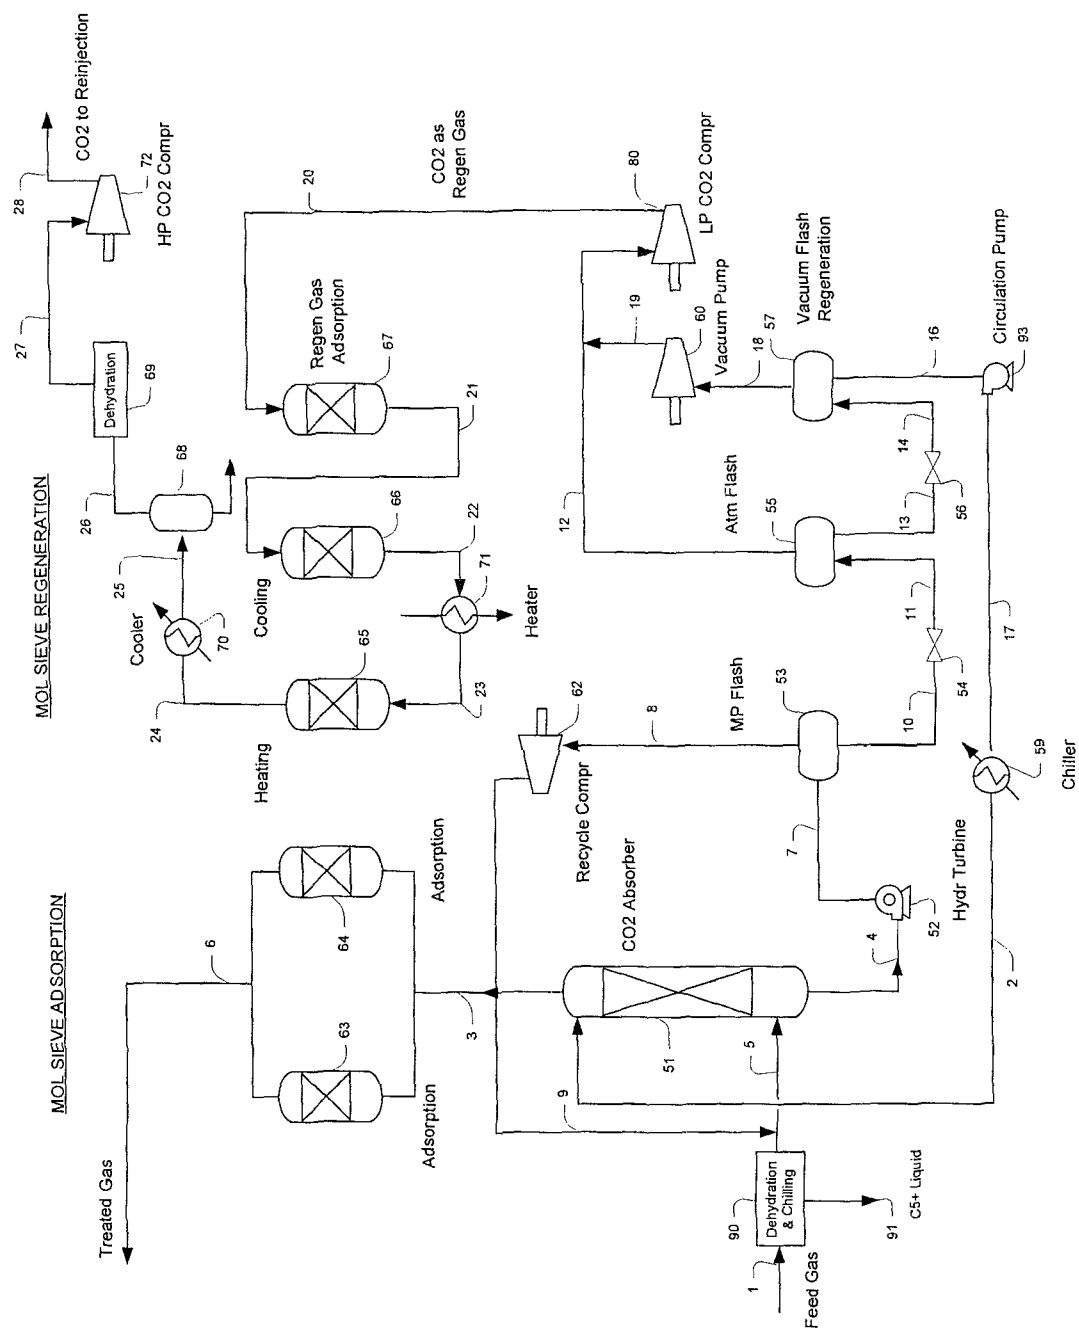 MOL SIEVE ADSORPTION
MOL SIEVE REGENERATION
Treated Gas
6
63
64
Adsorption
Adsorption
3
Feed Gas
1
90
Dehydration
& Chilling
91
C5+ Liquid
9
5
51
CO2 Absorber
4
52
Hydr Turbine
7
2
Recycle Compr
62
8
MP Flash
53
10
54
11
59
Chiller
17
Atm Flash
55
12
13
56
14
Vacuum Flash
Regeneration
57
16
18
Vacuum Pump
60
19
Circulation Pump
93
LP CO2 Compr
80
CO2 as
Regen Gas
20
Heating
65
24
23
Heater
71
22
Cooler
70
25
Cooling
66
21
Regen Gas
Adsorption
67
68
26
Dehydration
69
27
HP CO2 Compr
72
28
CO2 to Reinjection